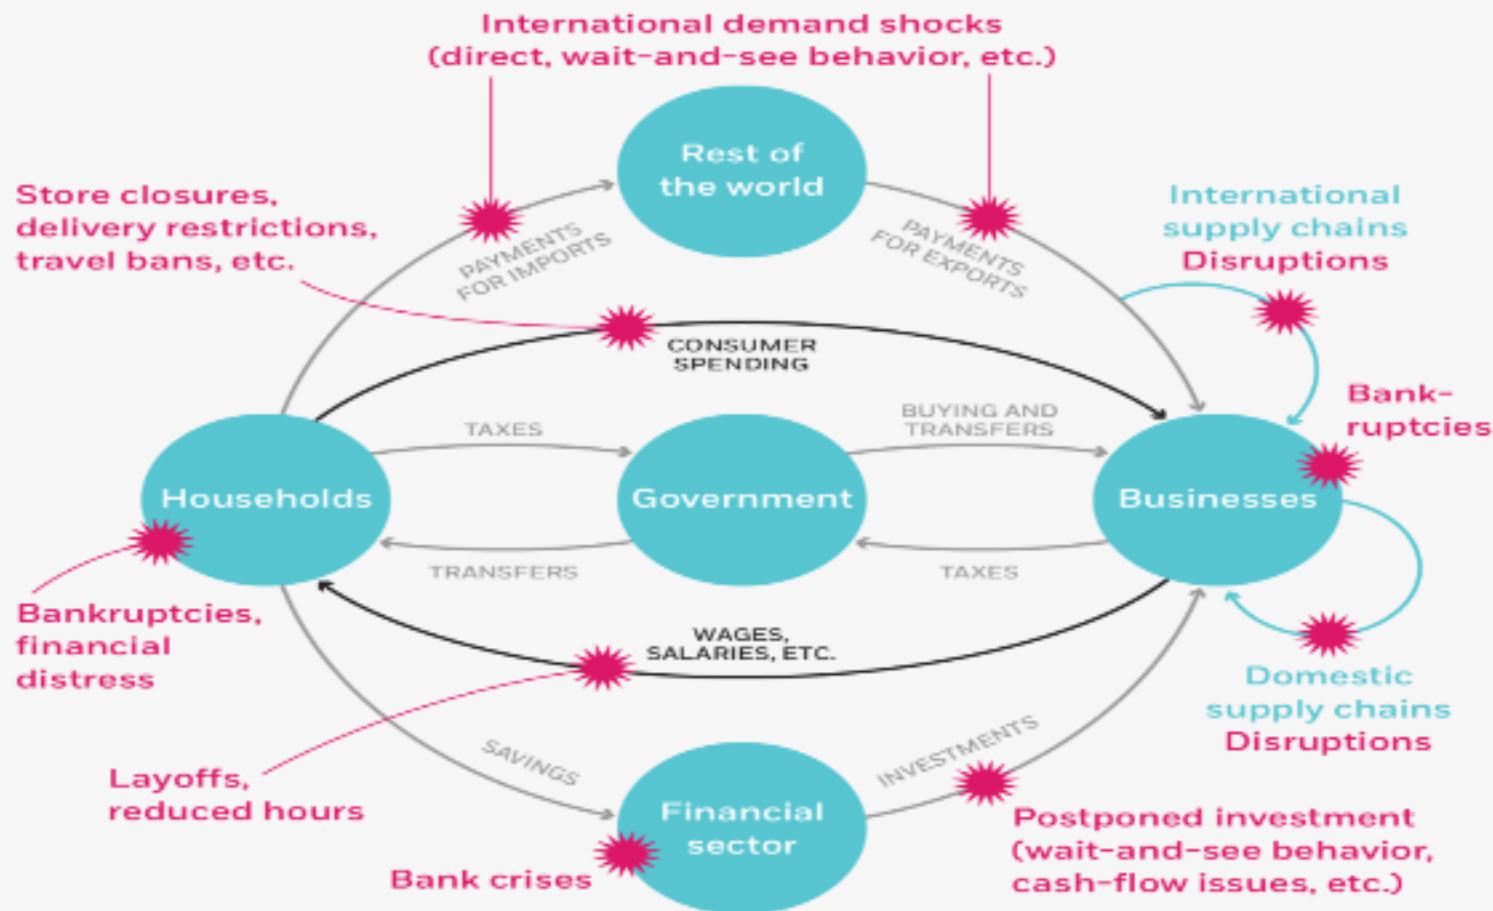 International demand shocks
(direct, wait-and-see behavior, etc.)
Rest of
the world
Store closures,
delivery restrictions,
travel bans, etc.
International
supply chains
Disruptions
PAYMENTS
FOR IMPORTS
PAYMENTS
FOR EXPORTS
CONSUMER
SPENDING
Bank-
ruptcies
TAXES
BUYING AND
TRANSFERS
Households
Government
Businesses
TRANSFERS
TAXES
Bankruptcies,
financial
distress
WAGES,
SALARIES, ETC.
Domestic
supply chains
Disruptions
SAVINGS
INVESTMENTS
Layoffs,
reduced hours
Financial
sector
Postponed investment
(wait-and-see behavior,
cash-flow issues, etc.)
Bank crises